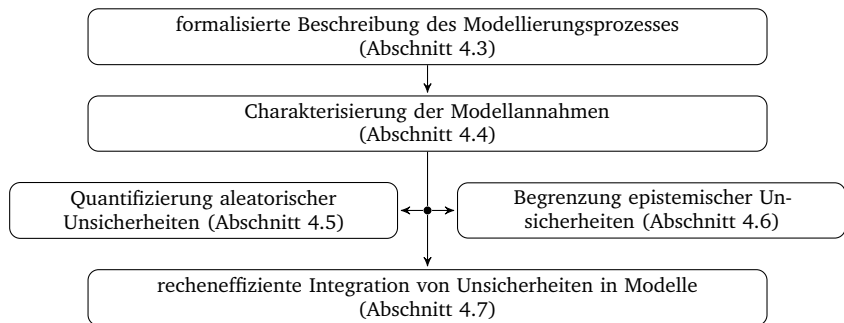 formalisierte Beschreibung des Modellierungsprozesses
(Abschnitt 4.3)
Charakterisierung der Modellannahmen
(Abschnitt 4.4)
Quantifizierung aleatorischer
Unsicherheiten (Abschnitt 4.5)
Begrenzung epistemischer Un-
sicherheiten (Abschnitt 4.6)
recheneffiziente Integration von Unsicherheiten in Modelle
(Abschnitt 4.7)